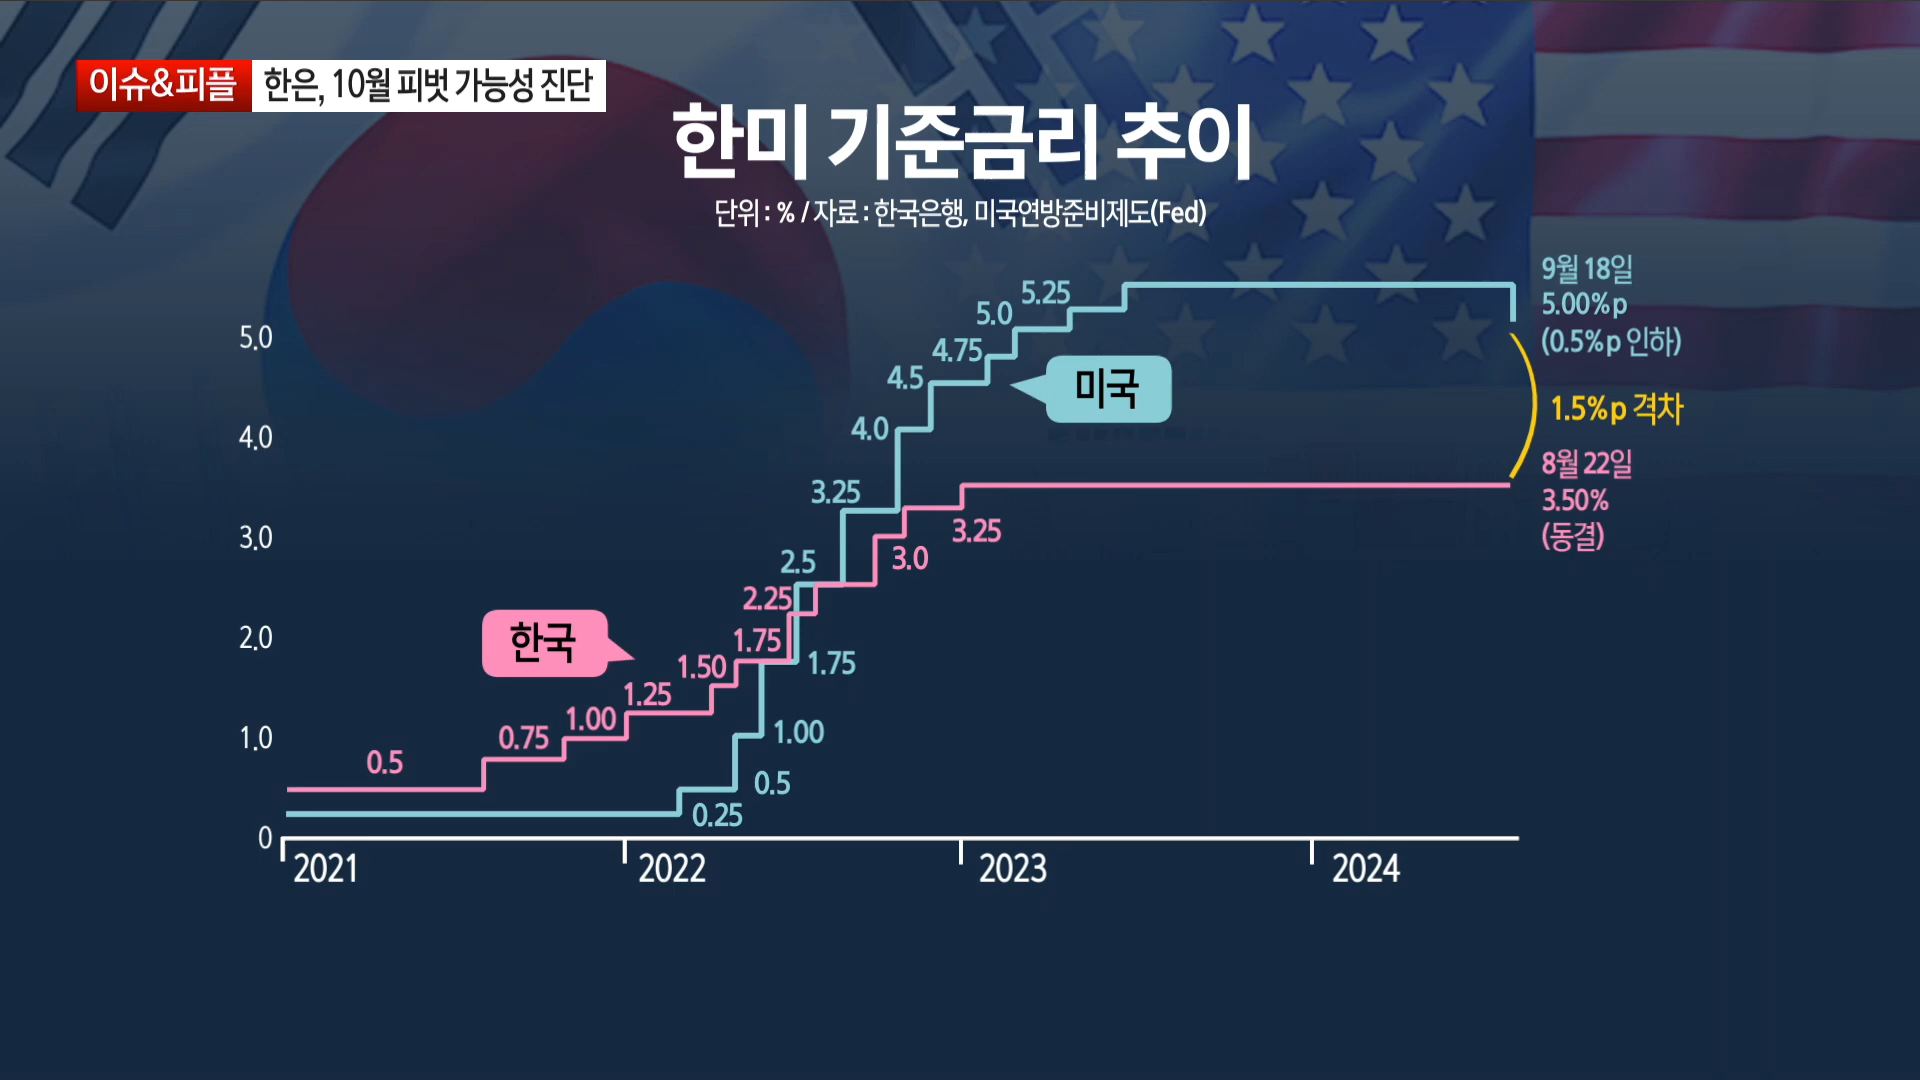 이슈&피플 한은, 10월 피벗 가능성 진단
한미 기준금리 추이
단위 : % / 자료 : 한국은행, 미국연방준비제도(Fed)
9월 18일
5.00%p
(0.5%p 인하)
1.5%p 격차
8월 22일
3.50%
(동결)
5.25
5.0
4.75
4.5
4.0
3.25
2.5
미국
5.0
4.0
3.0
2.0
1.0
0
3.25
3.0
2.25
1.75
1.50
1.25
1.00
0.75
0.5
한국
1.75
1.00
0.5
0.25
2021
2022
2023
2024